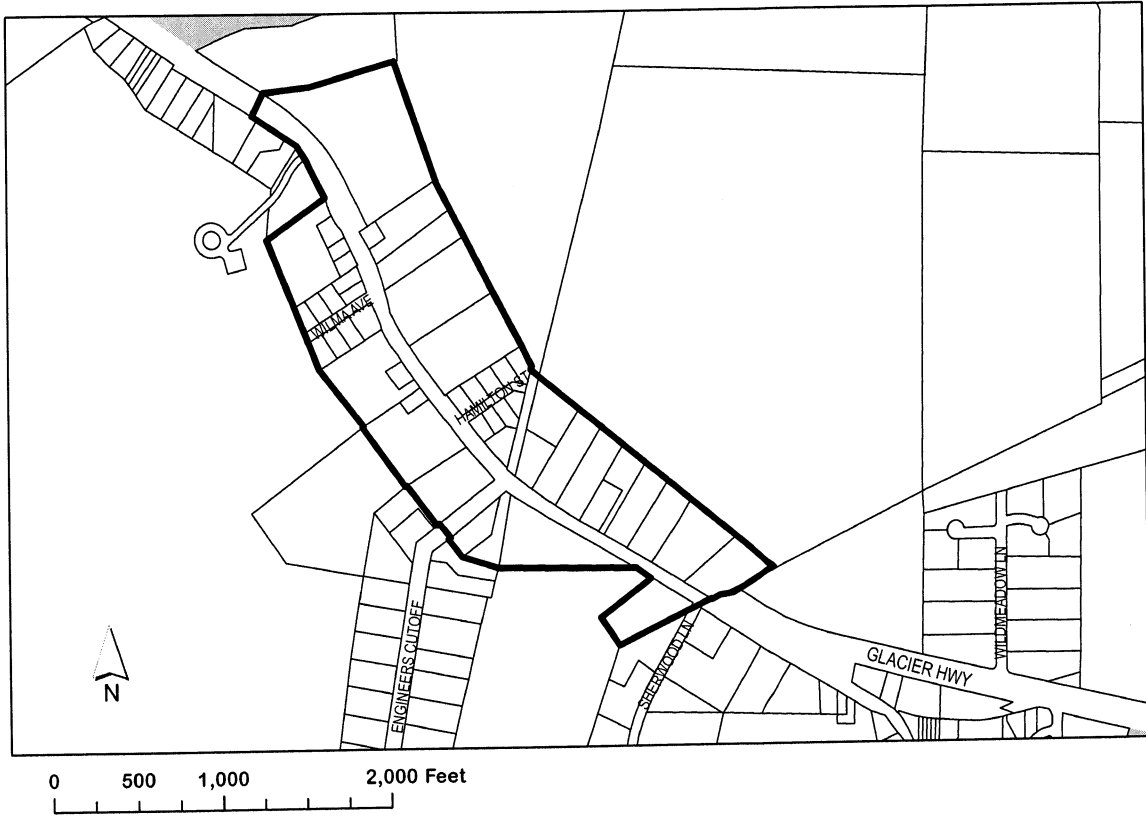 WILMA AVE
HAMILTON ST
ENGINEERS CUTOFF
SHERWOOD LN
GLACIER HWY
WILDMEADOW LN
N
0 500 1,000 2,000 Feet